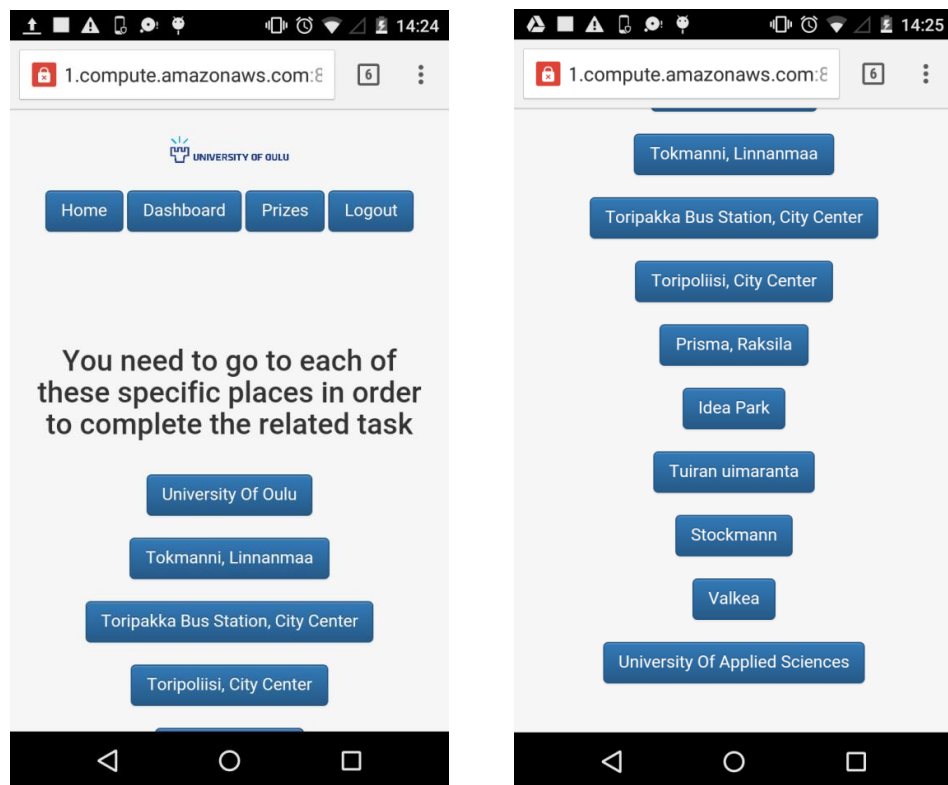 14:24
1.compute.amazonaws.com:8
6
UNIVERSITY OF OULU
Home
Dashboard
Prizes
Logout
You need to go to each of
these specific places in order
to complete the related task
University Of Oulu
Tokmanni, Linnanmaa
Toripakka Bus Station, City Center
Toripoliisi, City Center
14:25
1.compute.amazonaws.com:8
6
Tokmanni, Linnanmaa
Toripakka Bus Station, City Center
Toripoliisi, City Center
Prisma, Raksila
Idea Park
Tuiran uimaranta
Stockmann
Valkea
University Of Applied Sciences